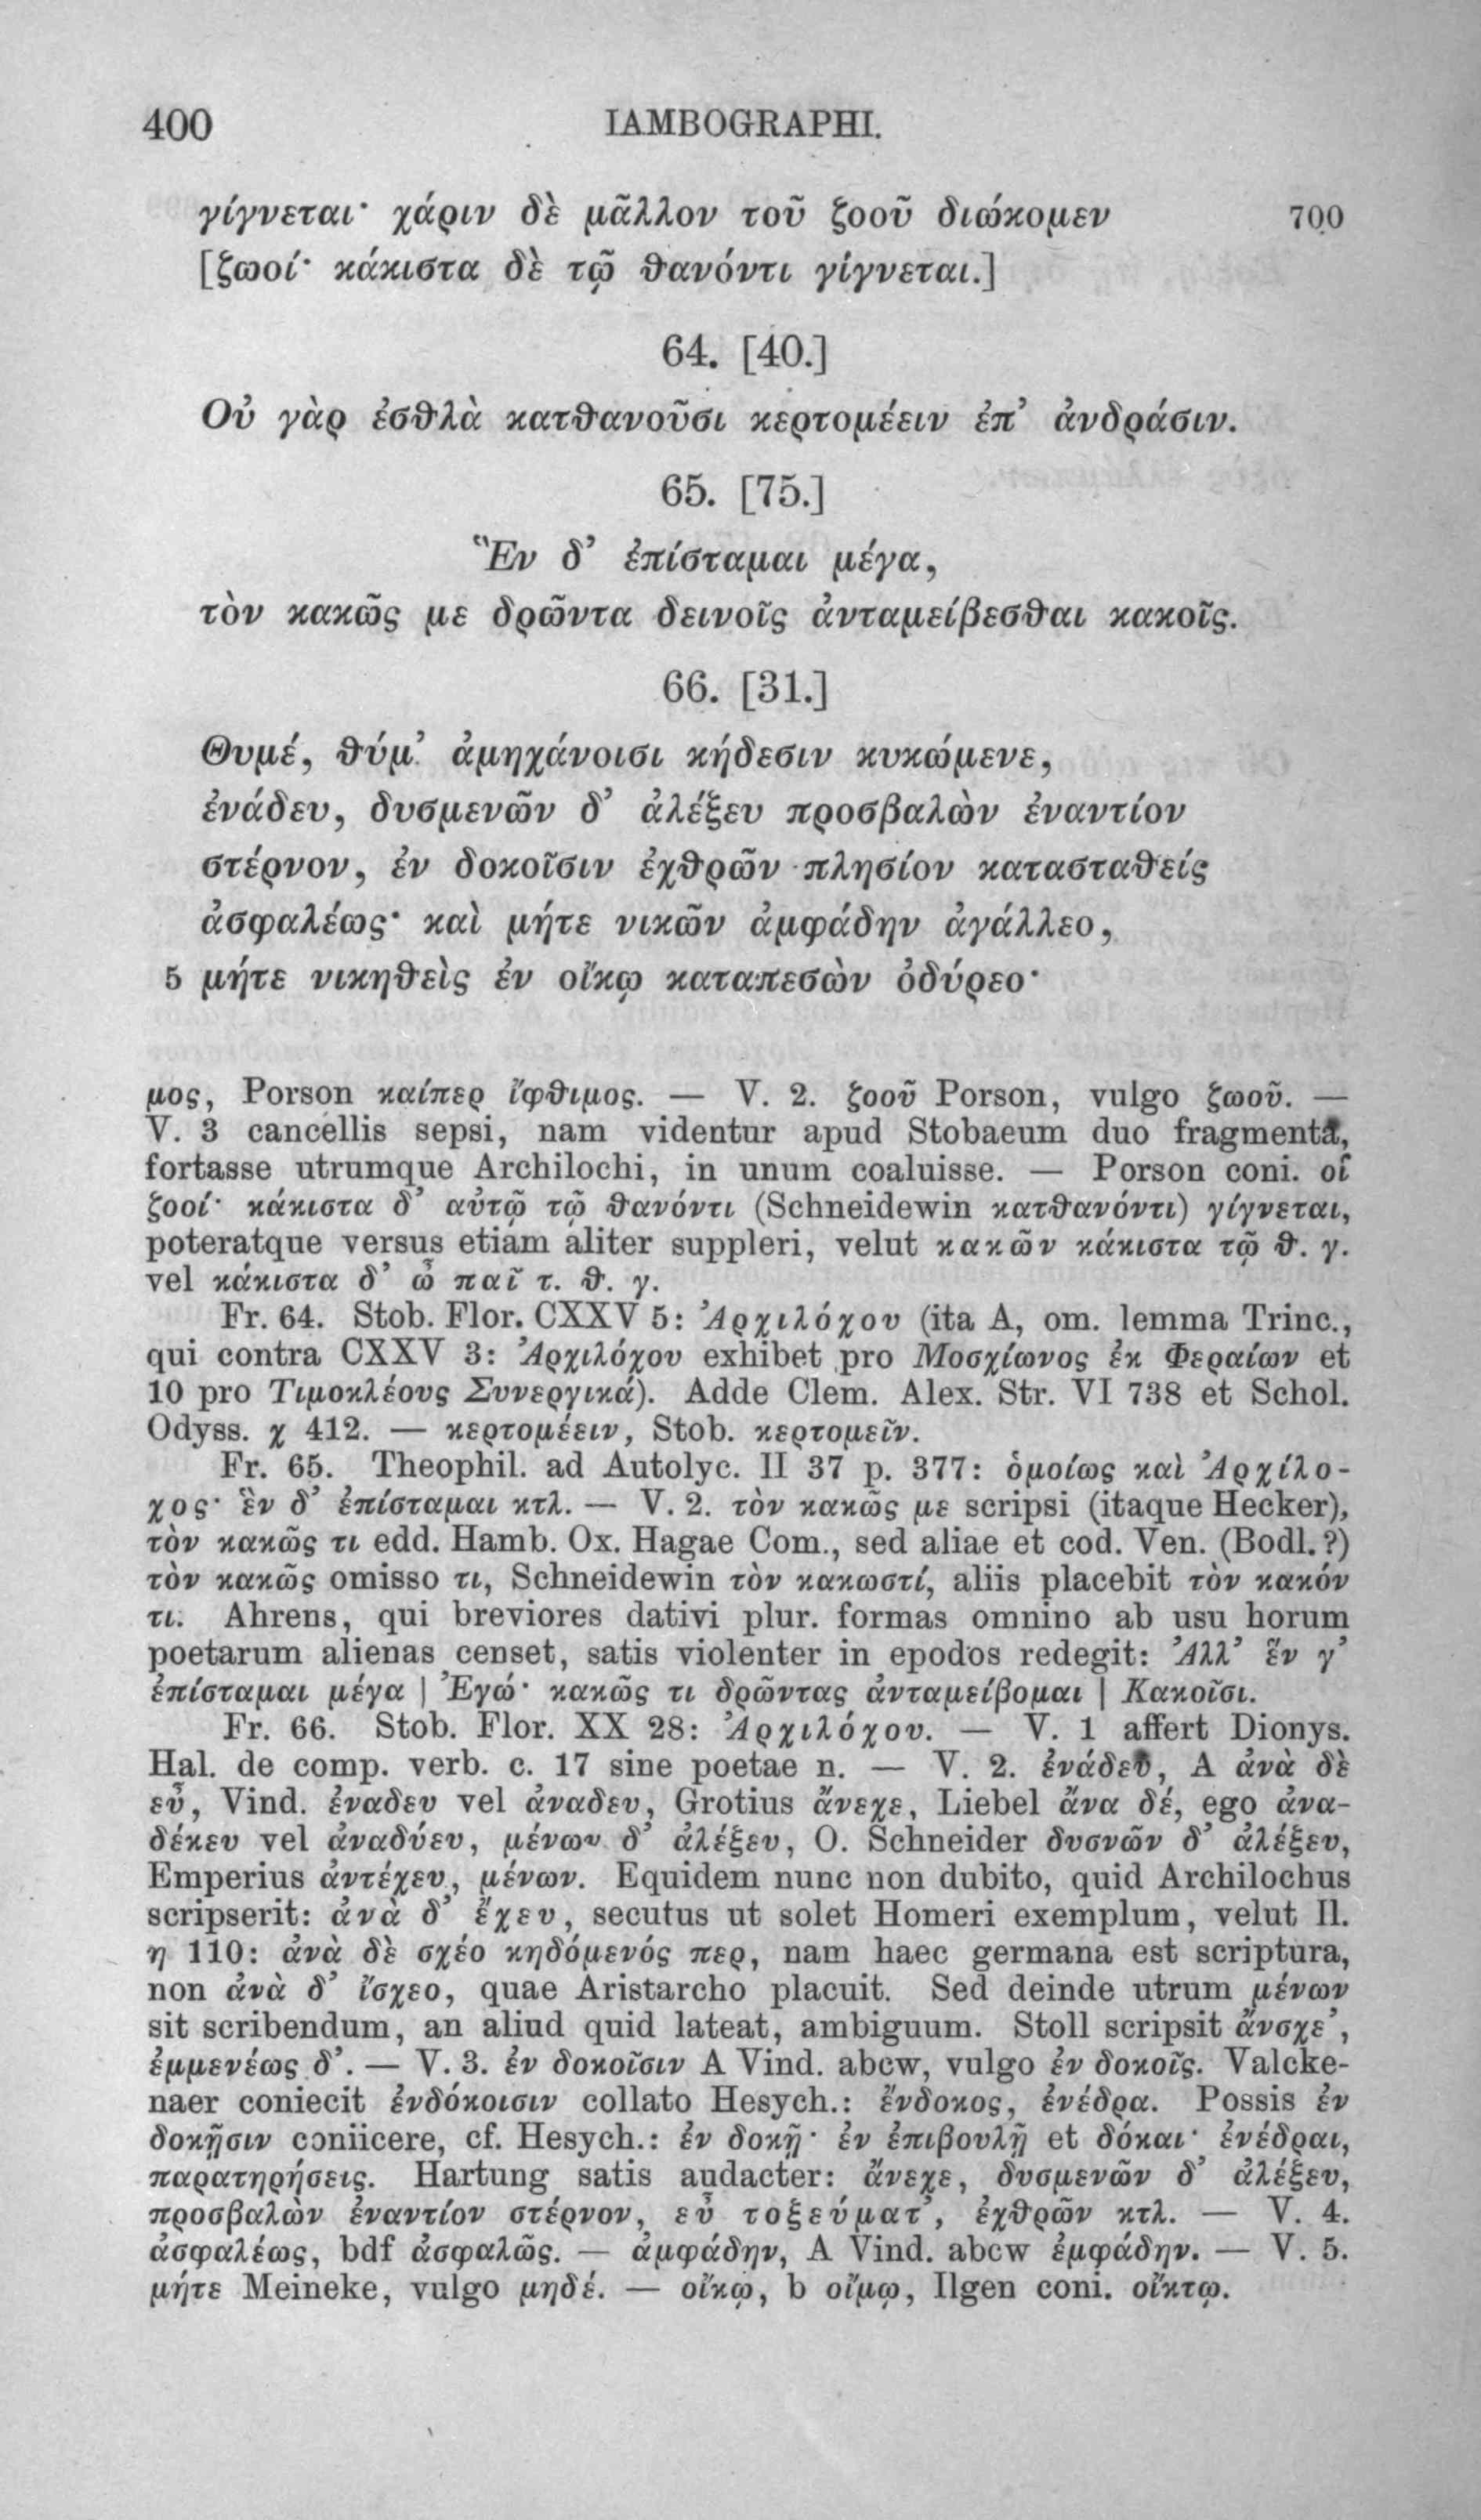 400 IAMBOGRAPHI.
γίγνεται· χάριν δὲ μᾶλλον τοῦ ζοοῦ διώκομεν 700
[ζωοί· κάκιστα δὲ τῷ θανόντι γίγνεται.]
64. [40.]
Οὐ γὰρ ἐσθλὰ κατθανοῦσι κερτομέειν ἐπ’ ἀνδράσιν.
65. [75.]
Ἓν δ’ ἐπίσταμαι μέγα,
τὸν κακῶς με δρῶντα δεινοῖς ἀνταμείβεσθαι κακοῖς.
66. [31.]
Θυμέ, θύμ’ ἀμηχάνοισι κήδεσιν κυκώμενε,
ἐνάδευ, δυσμενῶν δ’ ἀλέξευ προσβαλὼν ἐναντίον
στέρνον, ἐν δοκοῖσιν ἐχθρῶν πλησίον κατασταθείς
ἀσφαλέως· καὶ μήτε νικῶν ἀμφάδην ἀγάλλεο,
5 μήτε νικηθεὶς ἐν οἴκῳ καταπεσὼν ὀδύρεο·
μος, Porson καίπερ ἴφθιμος. — V. 2. ζοοῦ Porson, vulgo ζωοῦ. —
V. 3 cancellis sepsi, nam videntur apud Stobaeum duo fragmenta,
fortasse utrumque Archilochi, in unum coaluisse. — Porson coni. οἵ
ζοοί· κάκιστα δ’ αὐτῷ τῷ θανόντι (Schneidewin κατθανόντι) γίγνεται,
poteratque versus etiam aliter suppleri, velut κακῶν κάκιστα τῷ θ. γ.
vel κάκιστα δ’ ὦ παῖ τ. θ. γ.
Fr. 64. Stob. Flor. CXXV 5: Ἀρχιλόχου (ita A, om. lemma Trinc.,
qui contra CXXV 3: Ἀρχιλόχου exhibet pro Μοσχίωνος ἐκ Φεραίων et
10 pro Τιμοκλέους Συνεργικά). Adde Clem. Alex. Str. VI 738 et Schol.
Odyss. χ 412. — κερτομέειν, Stob. κερτομεῖν.
Fr. 65. Theophil. ad Autolyc. II 37 p. 377: ὁμοίως καὶ Ἀρχίλο-
χος· ἓν δ’ ἐπίσταμαι κτλ. — V. 2. τὸν κακῶς με scripsi (itaque Hecker),
τὸν κακῶς τι edd. Hamb. Ox. Hagae Com., sed aliae et cod. Ven. (Bodl.?)
τὸν κακῶς omisso τι, Schneidewin τὸν κακωστί, aliis placebit τὸν κακόν
τι. Ahrens, qui breviores dativi plur. formas omnino ab usu horum
poetarum alienas censet, satis violenter in epodos redegit: Ἀλλ’ ἕν γ’
ἐπίσταμαι μέγα | Ἐγώ· κακῶς τι δρῶντας ἀνταμείβομαι | Κακοῖσι.
Fr. 66. Stob. Flor. XX 28: Ἀρχιλόχου. — V. 1 affert Dionys.
Hal. de comp. verb. c. 17 sine poetae n. — V. 2. ἐνάδευ, A ἀνὰ δὲ
εὖ, Vind. ἐναδευ vel ἀναδευ, Grotius ἄνεχε, Liebel ἄνα δέ, ego ἀνα-
δέκευ vel ἀναδύευ, μένων δ’ ἀλέξευ, O. Schneider δυσνῶν δ’ ἀλέξευ,
Emperius ἀντέχευ, μένων. Equidem nunc non dubito, quid Archilochus
scripserit: ἀνὰ δ’ ἔχευ, secutus ut solet Homeri exemplum, velut Il.
η 110: ἀνὰ δὲ σχέο κηδόμενός περ, nam haec germana est scriptura,
non ἀνὰ δ’ ἴσχεο, quae Aristarcho placuit. Sed deinde utrum μένων
sit scribendum, an aliud quid lateat, ambiguum. Stoll scripsit ἄνσχε’,
ἐμμενέως δ’. — V. 3. ἐν δοκοῖσιν A Vind. abcw, vulgo ἐν δοκοῖς. Valcke-
naer coniecit ἐνδόκοισιν collato Hesych.: ἔνδοκος, ἐνέδρα. Possis ἐν
δοκῇσιν coniicere, cf. Hesych.: ἐν δοκῇ· ἐν ἐπιβουλῇ et δόκαι· ἐνέδραι,
παρατηρήσεις. Hartung satis audacter: ἄνεχε, δυσμενῶν δ’ ἀλέξευ,
προσβαλὼν ἐναντίον στέρνον, εὖ τοξεύματ’, ἐχθρῶν κτλ. — V. 4.
ἀσφαλέως, bdf ἀσφαλῶς. — ἀμφάδην, A Vind. abcw ἐμφάδην. — V. 5.
μήτε Meineke, vulgo μηδέ. — οἴκῳ, b οἴμῳ, Ilgen coni. οἴκτῳ.